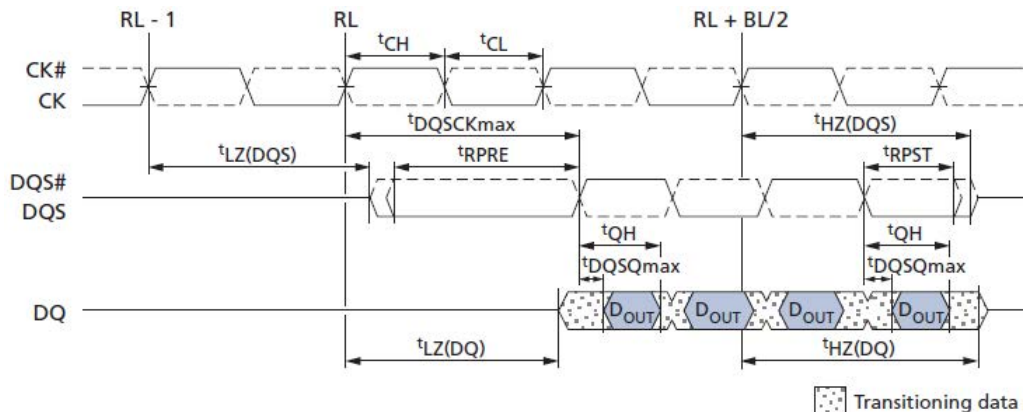 RL - 1 RL RL + BL/2
tCH tCL
CK#
CK
tDQSCKmax tHZ(DQS)
tLZ(DQS) tRPRE tRPST
DQS#
DQS
tQH tQH
tDQSQmax tDQSQmax
DQ DOUT DOUT DOUT DOUT
tLZ(DQ) tHZ(DQ)
Transitioning data